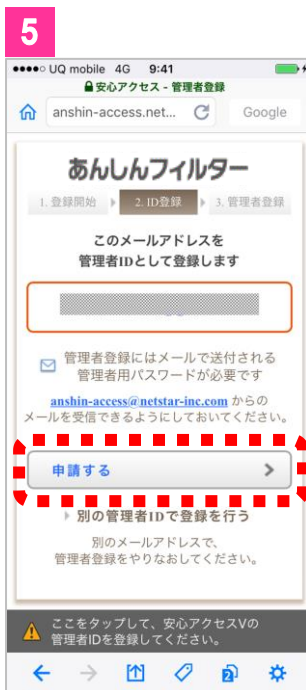 5
UQ mobile 4G 9:41
安心アクセス - 管理者登録
anshin-access.net... Google
あんしんフィルター
1. 登録開始 2. ID登録 3. 管理者登録
このメールアドレスを
管理者IDとして登録します
管理者登録にはメールで送付される
管理者用パスワードが必要です
anshin-access@netstar-inc.com からの
メールを受信できるようにしておいてください。
申請する
別の管理者IDで登録を行う
別のメールアドレスで、
管理者登録をやりなおしてください。
ここをタップして、安心アクセスVの
管理者IDを登録してください。
2